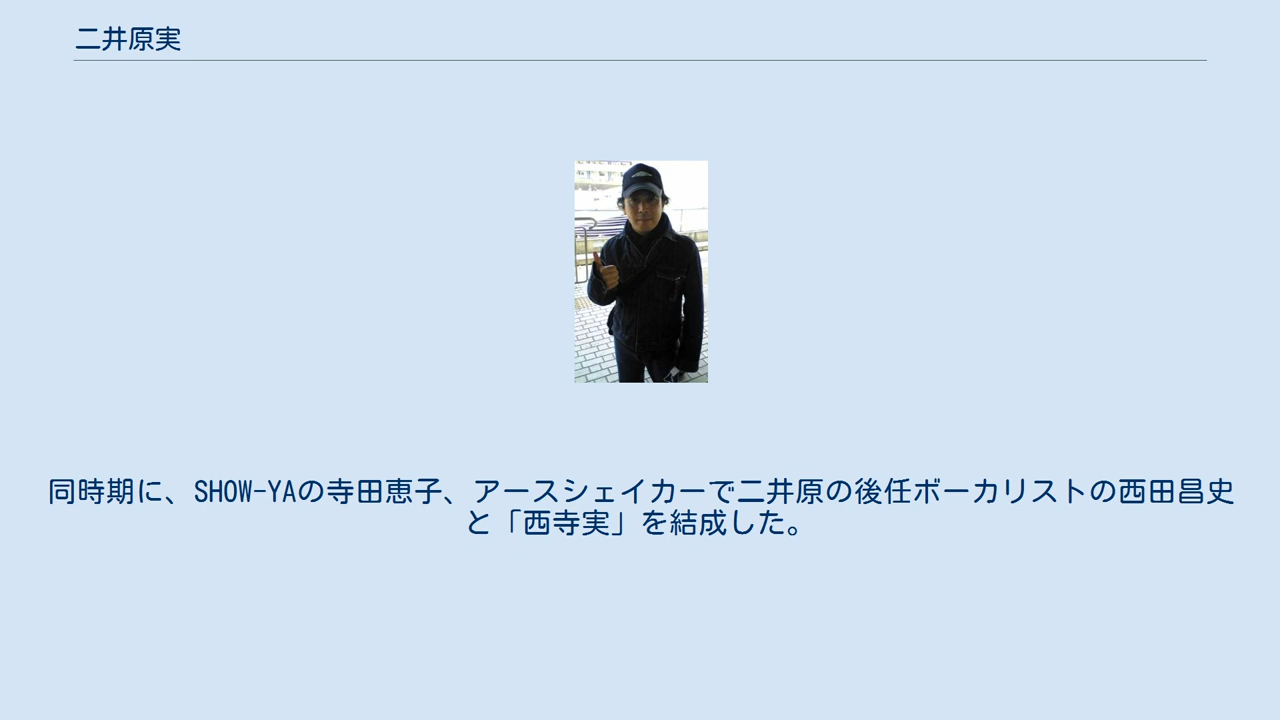 二井原実
同時期に、SHOW-YAの寺田恵子、アースシェイカーで二井原の後任ボーカリストの西田昌史
と「西寺実」を結成した。